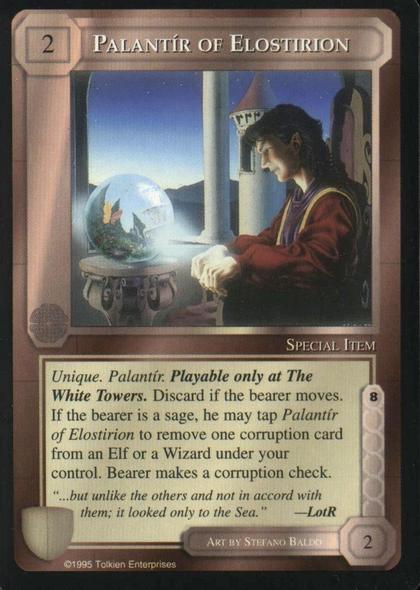 2
PALANTÍR OF ELOSTIRION
SPECIAL ITEM
Unique. Palantír. Playable only at The
White Towers. Discard if the bearer moves.
If the bearer is a sage, he may tap Palantír
of Elostirion to remove one corruption card
from an Elf or a Wizard under your
control. Bearer makes a corruption check.
8
“...but unlike the others and not in accord with
them; it looked only to the Sea.” —LotR
ART BY STEFANO BALDO
2
©1995 Tolkien Enterprises